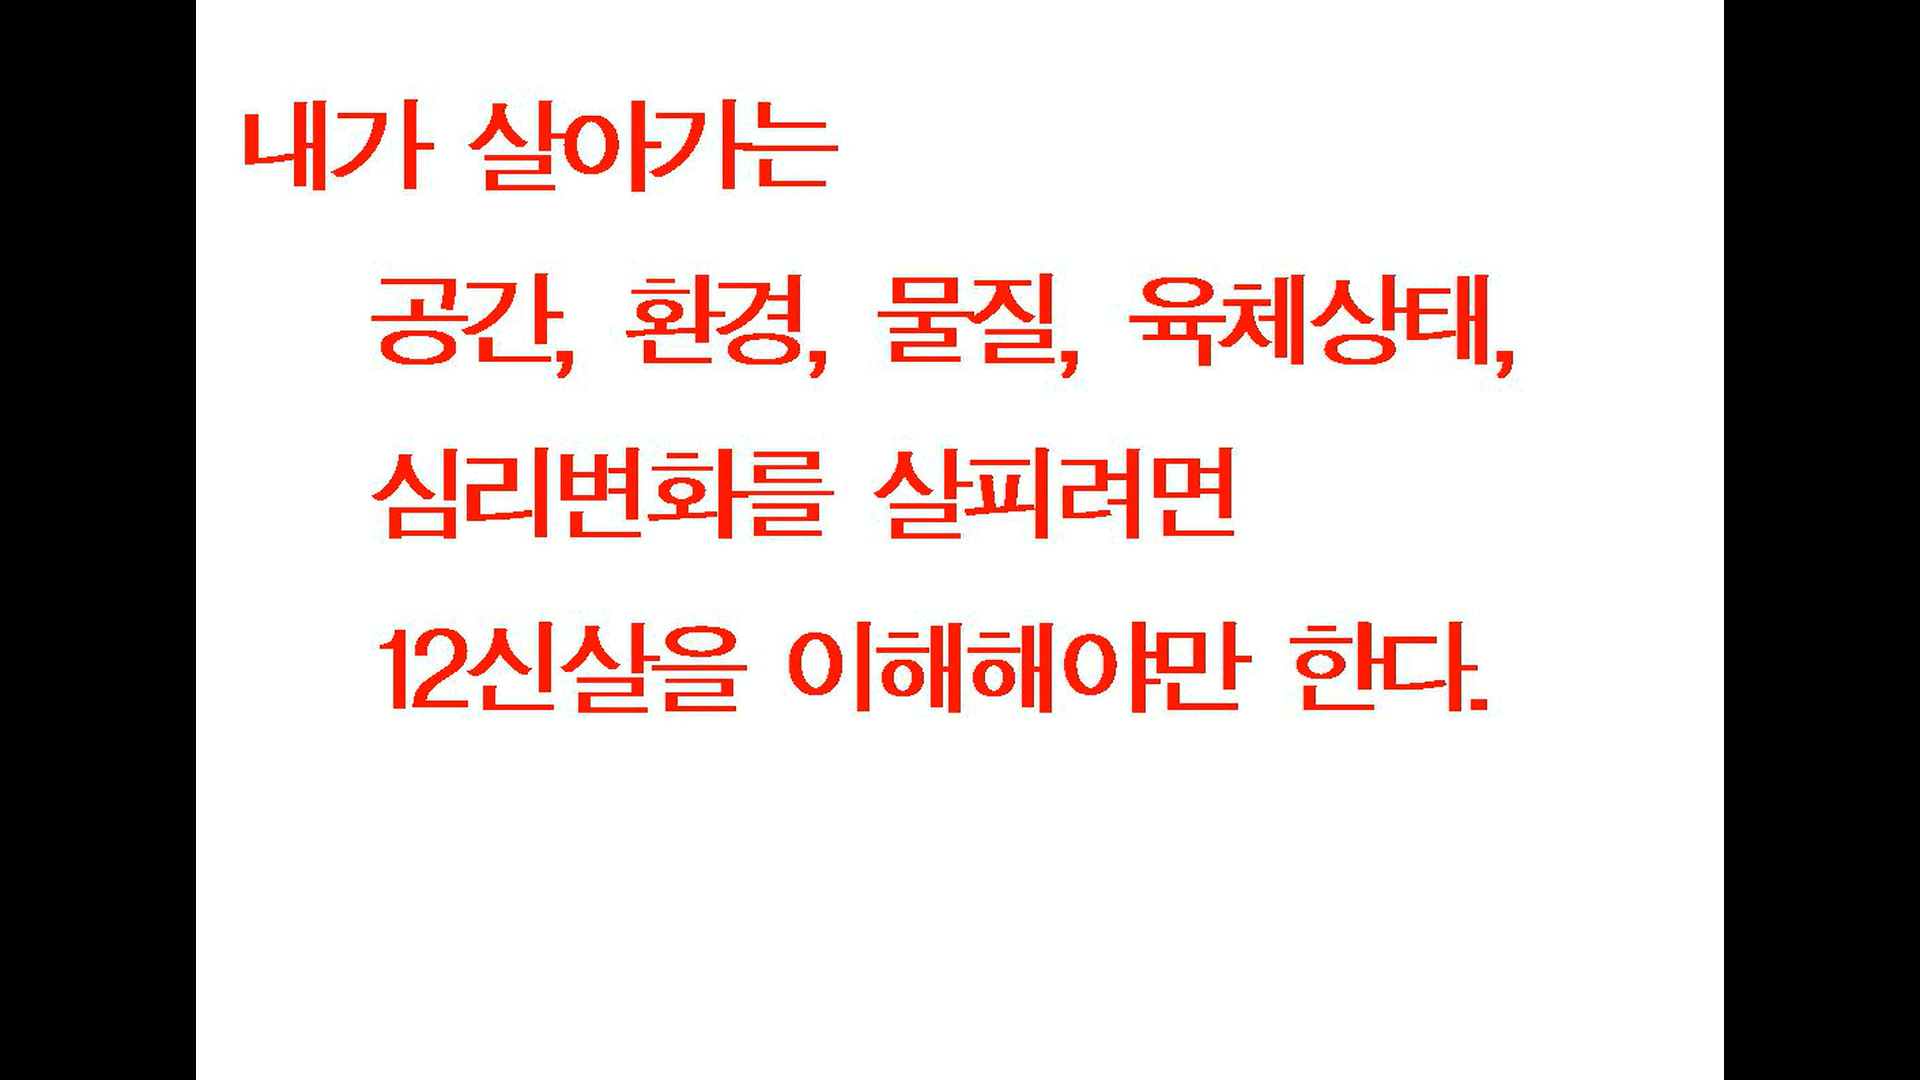 내가 살아가는
공간, 환경, 물질, 육체상태,
심리변화를 살피려면
12신살을 이해해야만 한다.